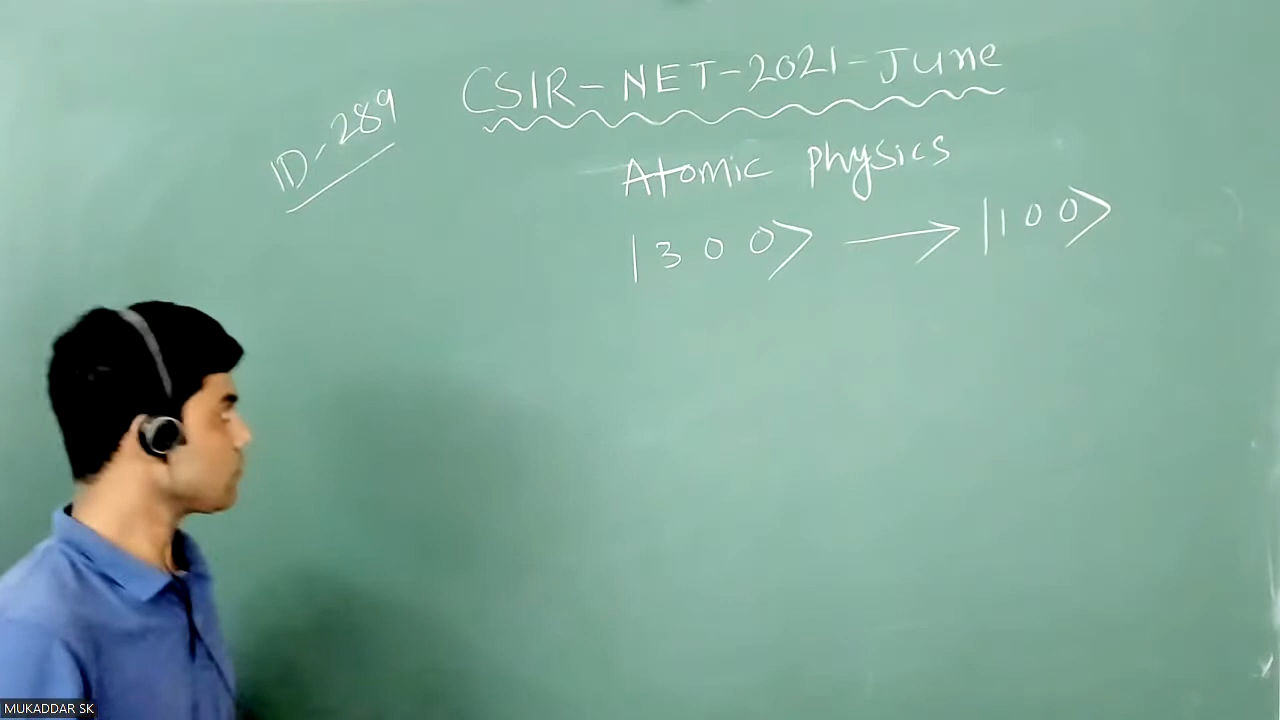 CSIR-NET-2021-June
ID-289
Atomic physics
|3 0 0⟩ → |1 0 0⟩
MUKADDAR SK